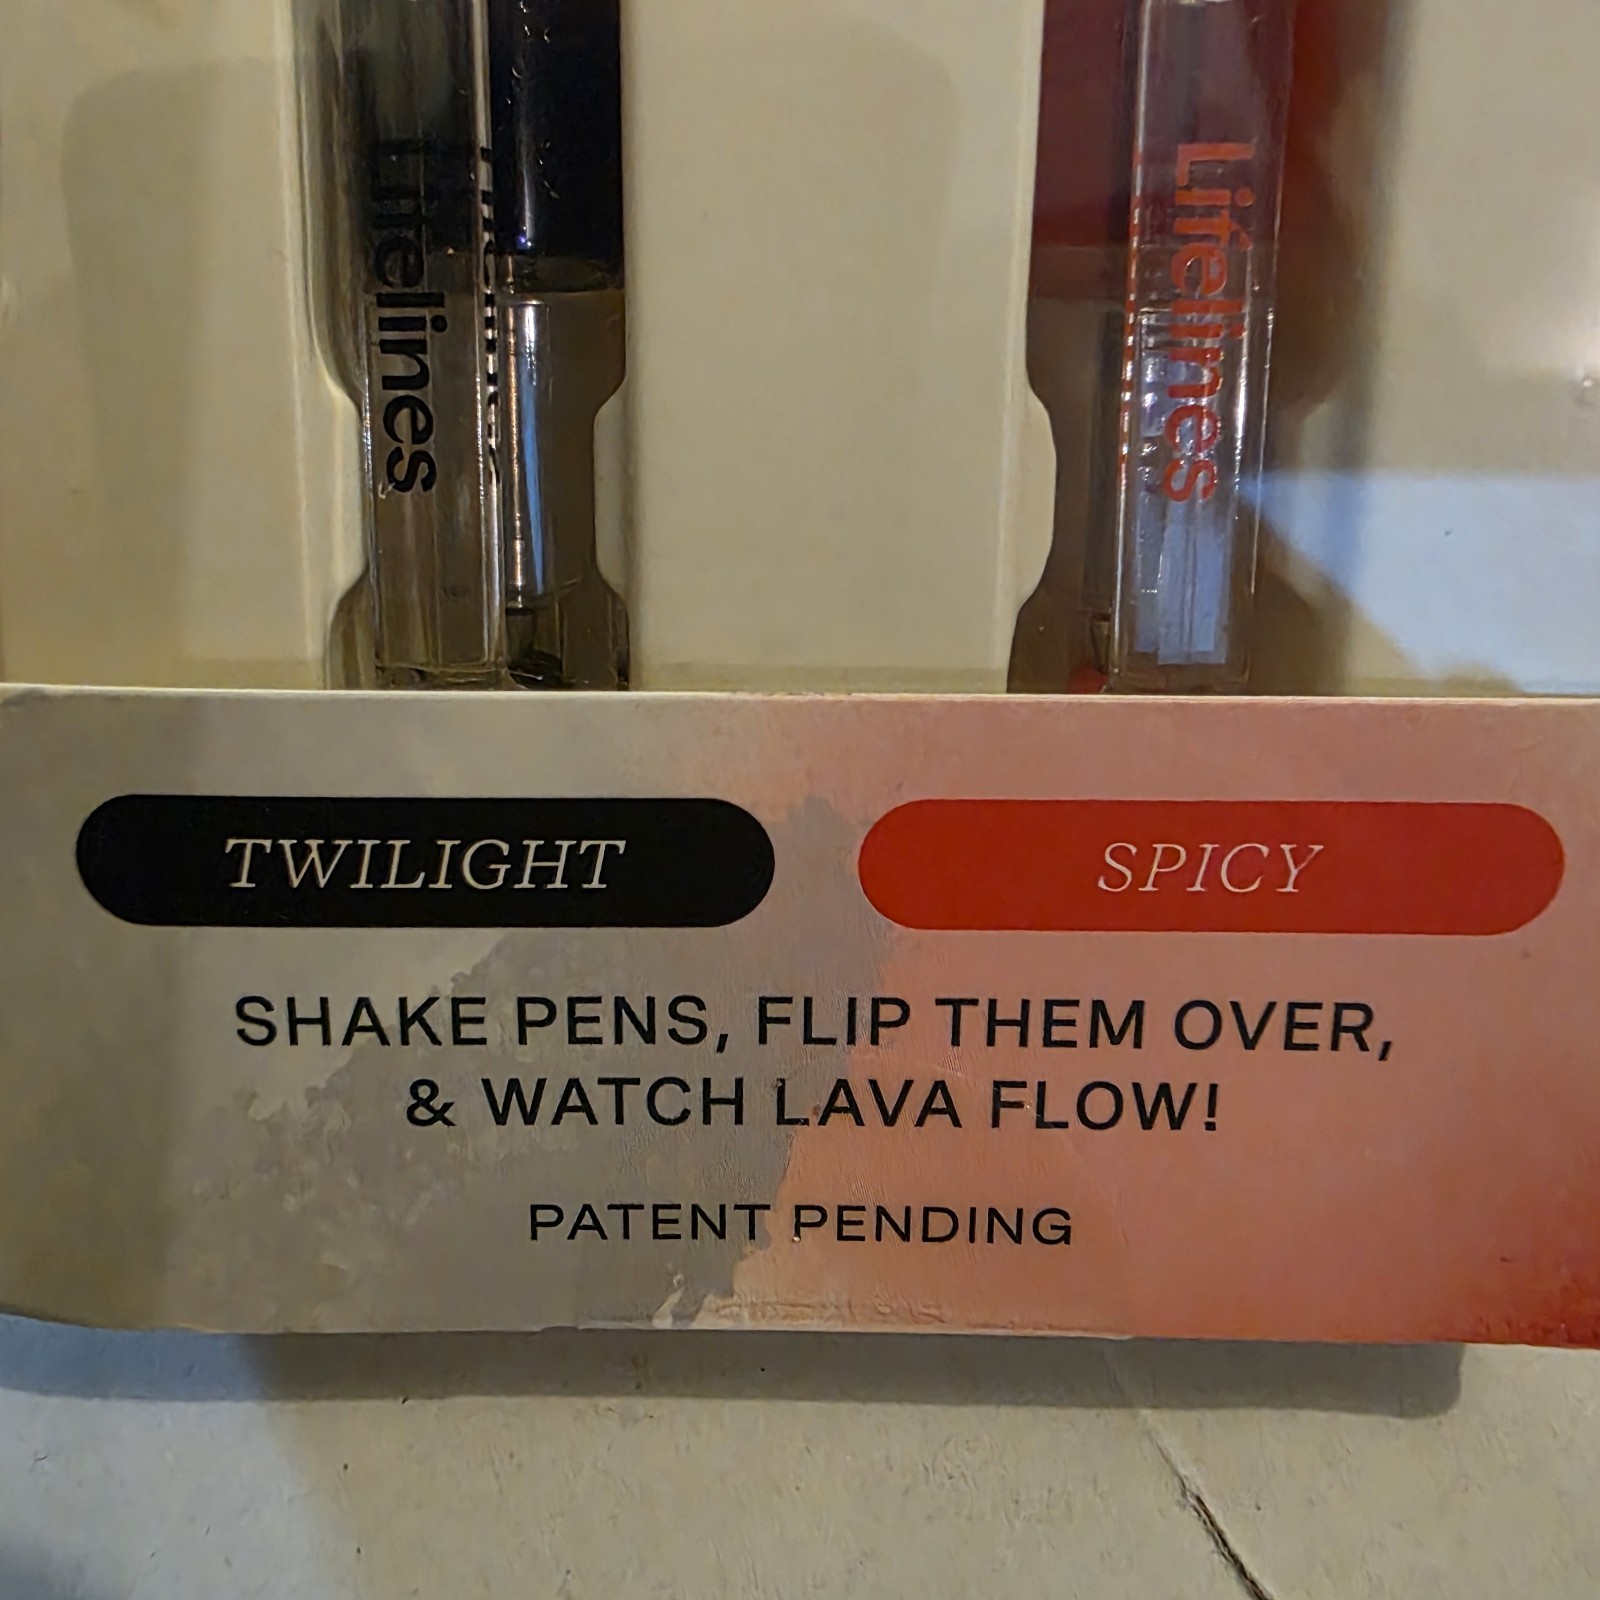 Lifelines
Lifelines
TWILIGHT
SPICY
SHAKE PENS, FLIP THEM OVER,
& WATCH LAVA FLOW!
PATENT PENDING